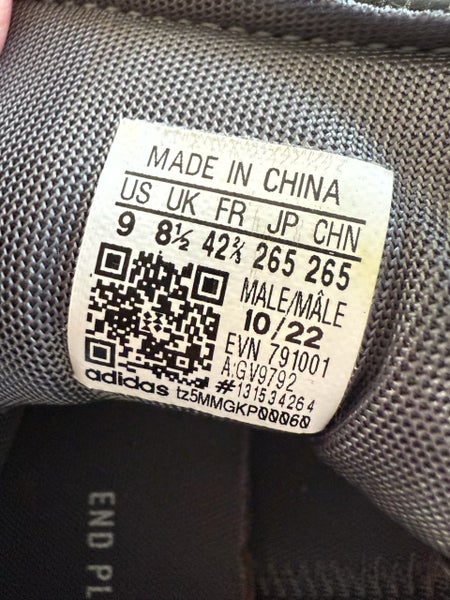 MADE IN CHINA
US UK FR JP CHN
9 8½ 42⅔ 265 265
MALE/MÂLE
10/22
EVN 791001
A:GV9792
#131534264
adidas tz5MMGKP00060
END PL